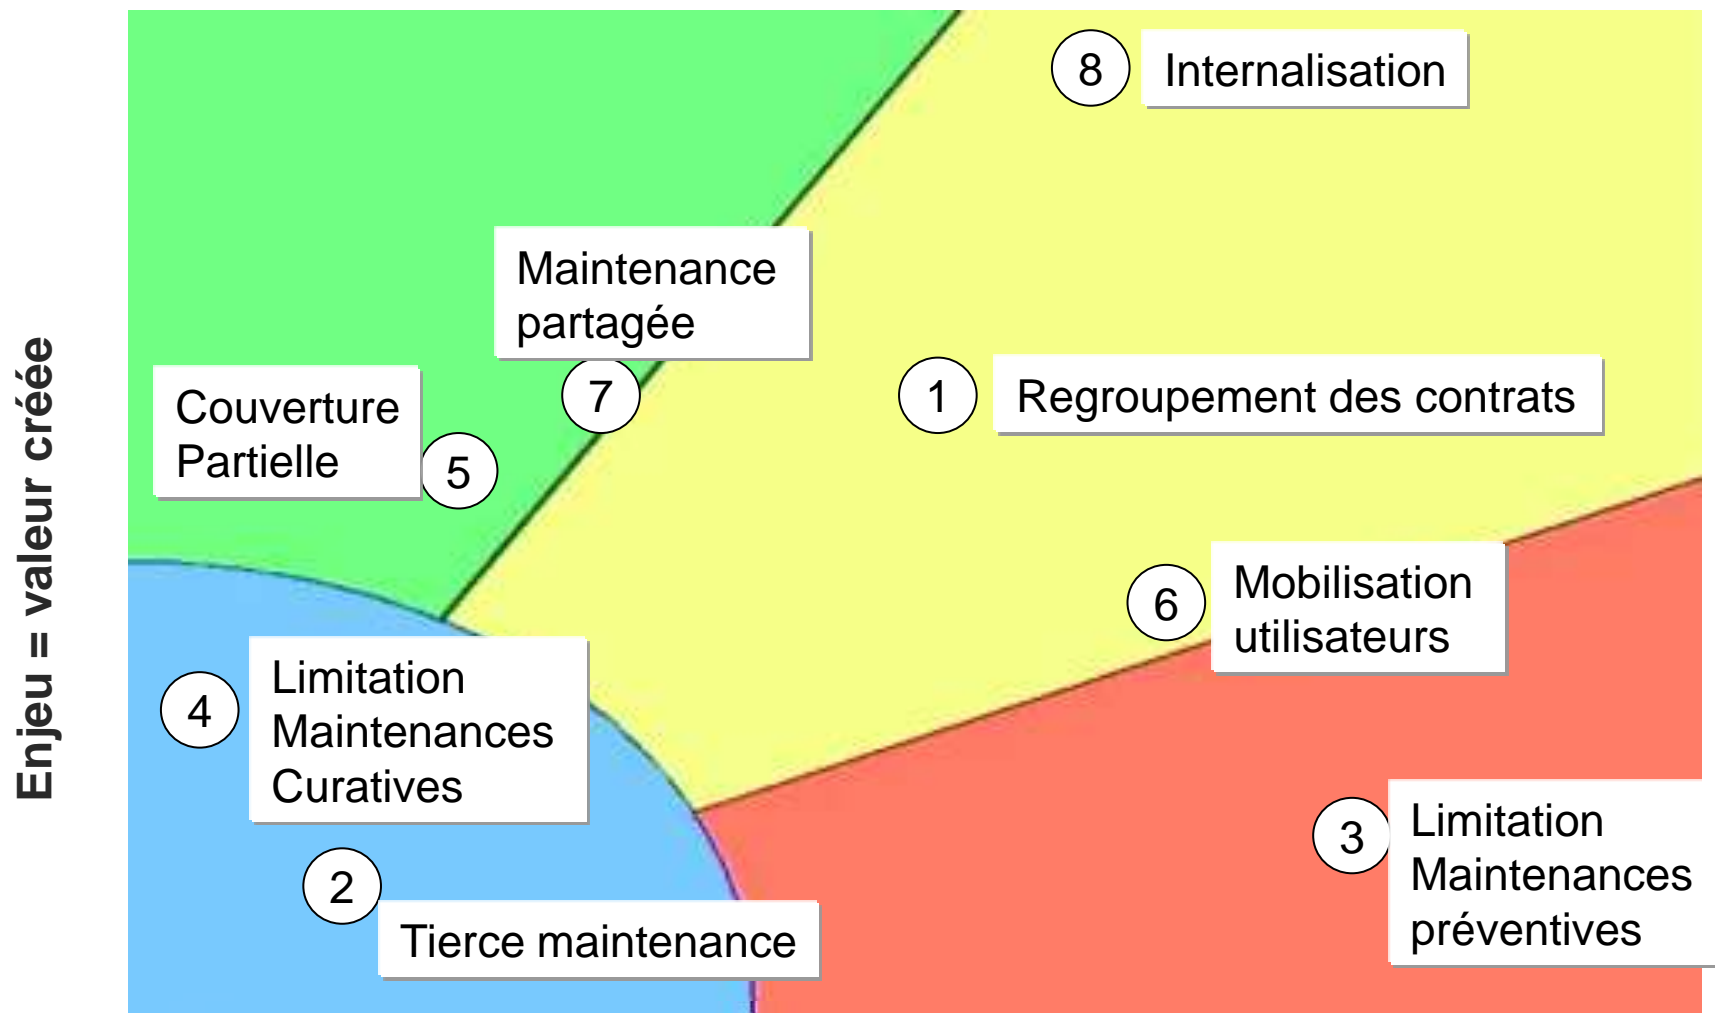 8
Internalisation
Maintenance
partagée
7
1
Regroupement des contrats
Couverture
Partielle
5
Enjeu = valeur créée
6
Mobilisation
utilisateurs
4
Limitation
Maintenances
Curatives
3
Limitation
Maintenances
préventives
2
Tierce maintenance